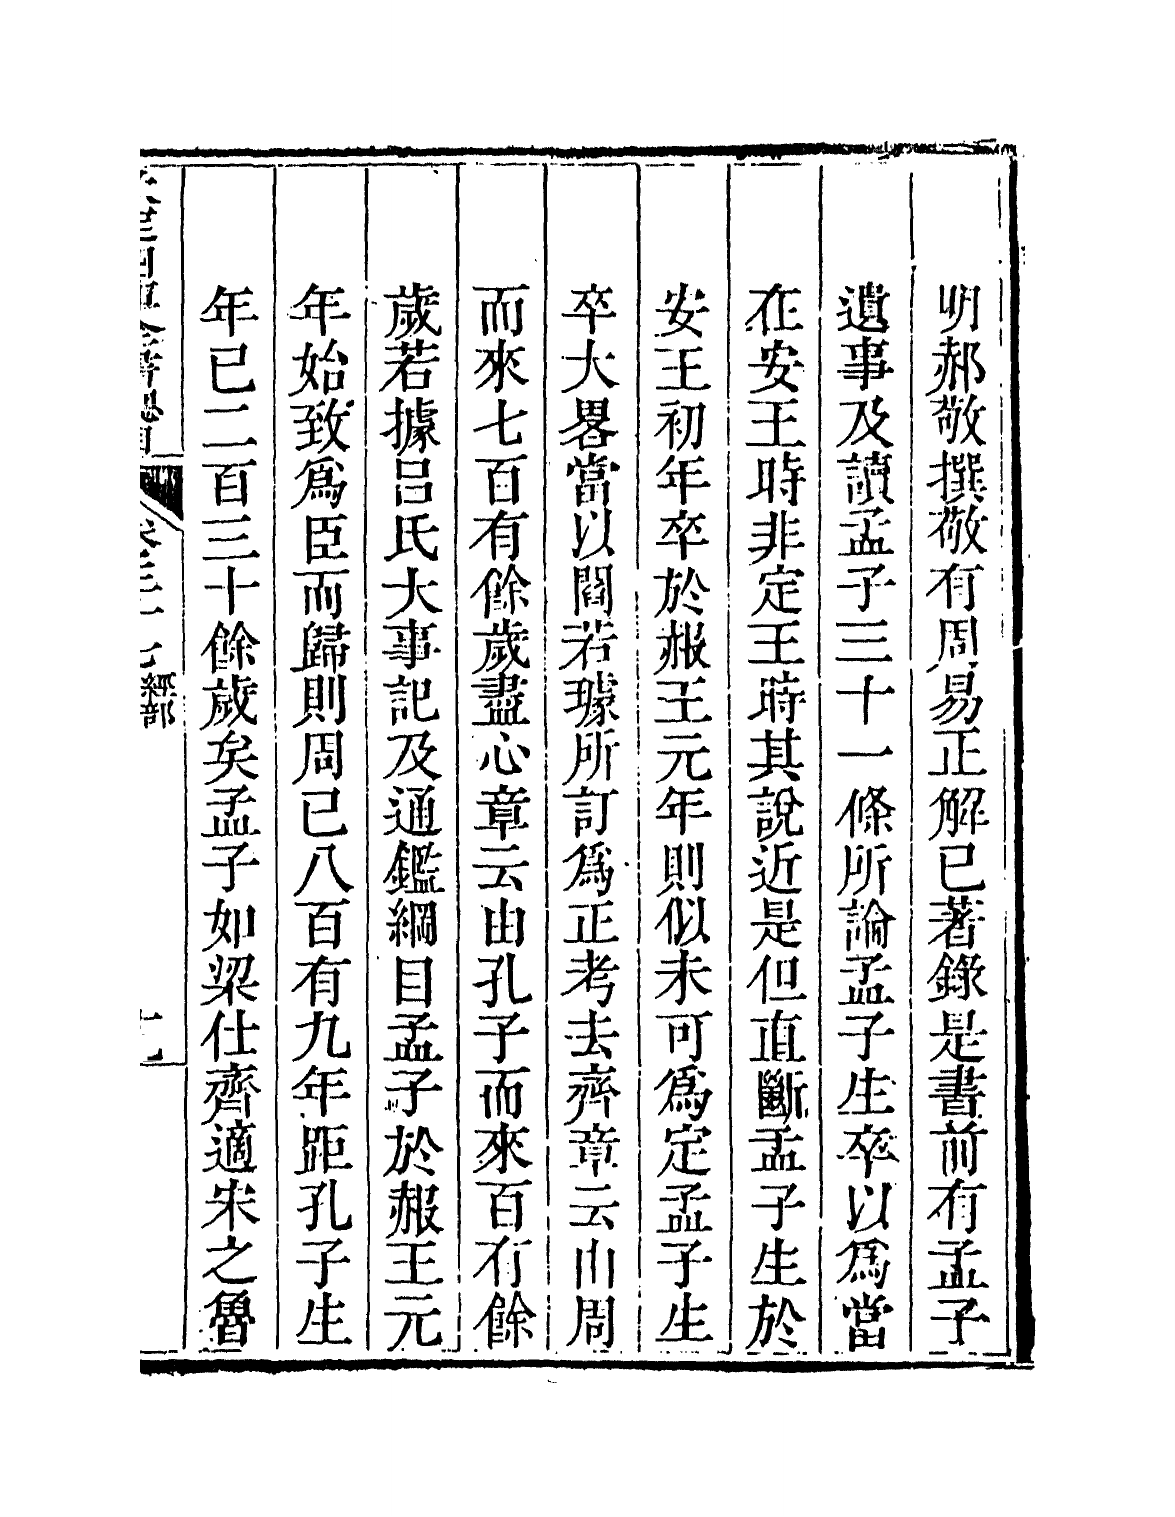 明郝敬撰敬有周易正解已著錄是書前有孟子
遺事及讀孟子三十一條所論孟子生卒以爲當
在安王時非定王時其說近是但直斷孟子生於
安王初年卒於赧王元年則似未可爲定孟子生
卒大畧當以閻若璩所訂爲正考去齊章云由周
而來七百有餘歲盡心章云由孔子而來百有餘
歲若據呂氏大事記及通鑑綱目孟子於赧王元
年始致爲臣而歸則周已八百有九年距孔子生
年已二百三十餘歲矣孟子如梁仕齊適宋之魯
卷三十七 經部